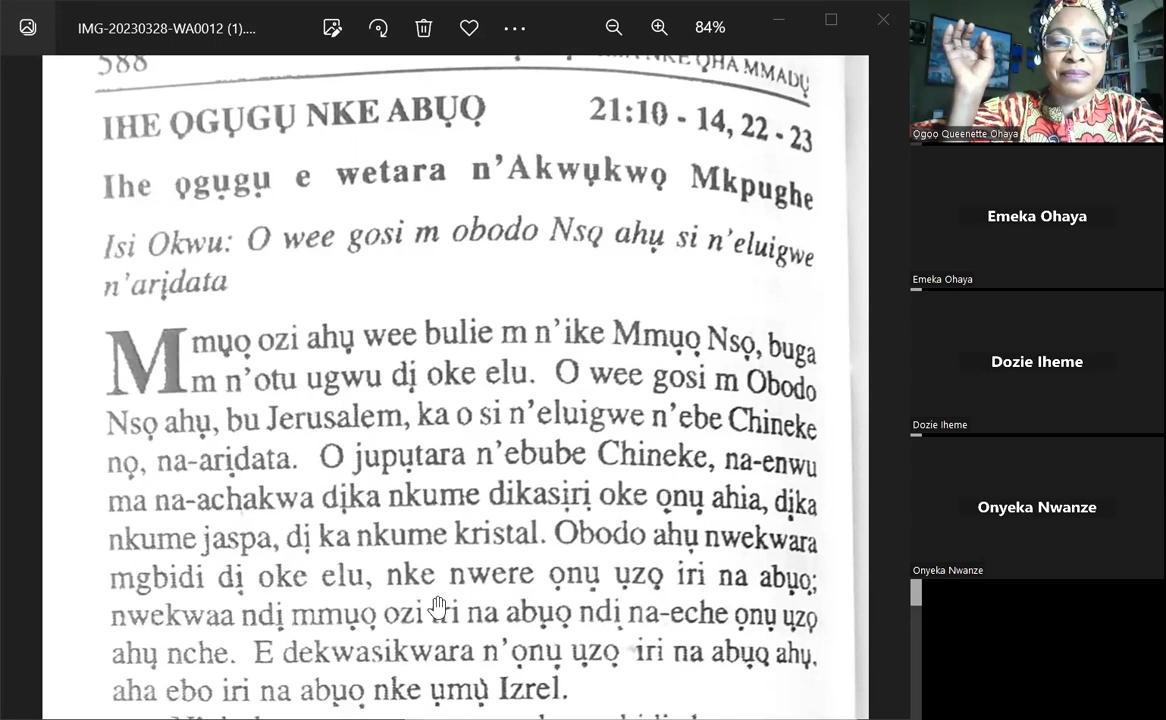 IMG-20230328-WA0012 (1)....
84%
588
NKE ỌHA MMADỤ
IHE ỌGỤGỤ NKE ABỤỌ 21:10 - 14, 22 - 23
Ihe ọgụgụ e wetara n’Akwụkwọ Mkpughe
Isi Okwu: O wee gosi m obodo Nsọ ahụ si n’eluigwe
n’arịdata
Mmụọ ozi ahụ wee bulie m n’ike Mmụọ Nsọ, buga
m n’otu ugwu dị oke elu. O wee gosi m Obodo
Nsọ ahụ, bu Jerusalem, ka o si n’eluigwe n’ebe Chineke
nọ, na-arịdata. O jupụtara n’ebube Chineke, na-enwu
ma na-achakwa dịka nkume dikasịrị oke ọnụ ahia, dịka
nkume jaspa, dị ka nkume kristal. Obodo ahụ nwekwara
mgbidi dị oke elu, nke nwere ọnụ ụzọ iri na abụọ;
nwekwaa ndị mmụọ ozi iri na abụọ ndị na-eche ọnụ ụzọ
ahụ nche. E dekwasikwara n’ọnụ ụzọ iri na abụọ ahụ,
aha ebo iri na abụọ nke ụmụ Izrel.
Ogoo Queenette Ohaya
Emeka Ohaya
Emeka Ohaya
Dozie Iheme
Dozie Iheme
Onyeka Nwanze
Onyeka Nwanze